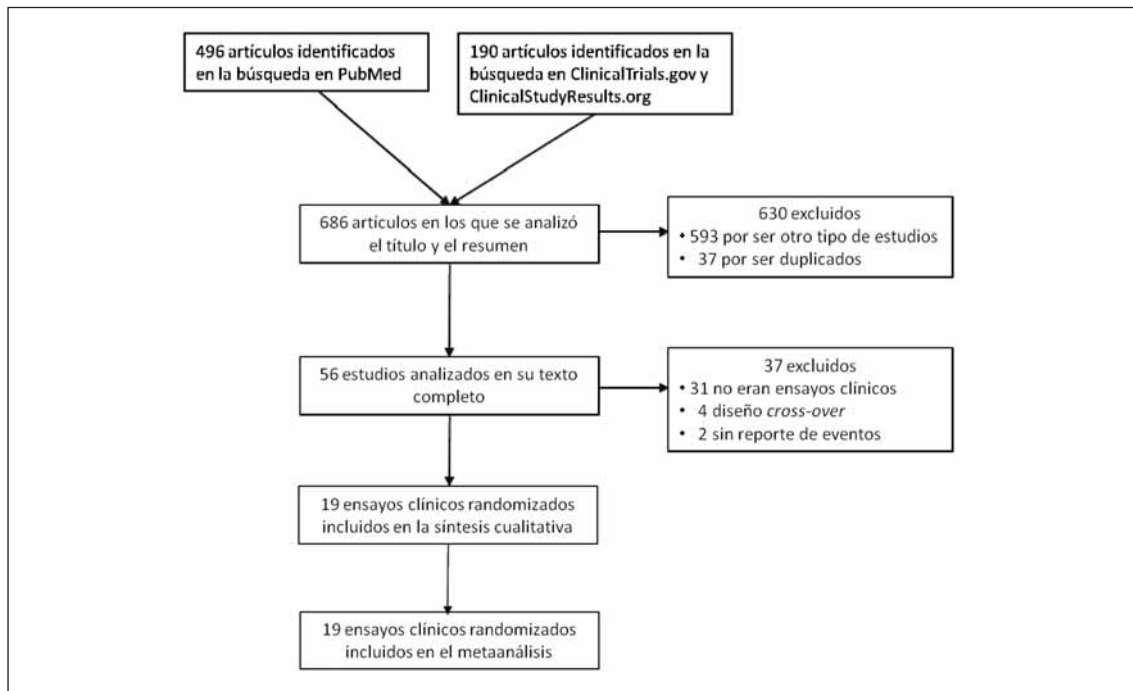 496 artículos identificados
en la búsqueda en PubMed
190 artículos identificados en la
búsqueda en ClinicalTrials.gov y
ClinicalStudyResults.org
686 artículos en los que se analizó
el título y el resumen
630 excluidos
• 593 por ser otro tipo de estudios
• 37 por ser duplicados
56 estudios analizados en su texto
completo
37 excluidos
• 31 no eran ensayos clínicos
• 4 diseño cross-over
• 2 sin reporte de eventos
19 ensayos clínicos randomizados
incluidos en la síntesis cualitativa
19 ensayos clínicos randomizados
incluidos en el metaanálisis